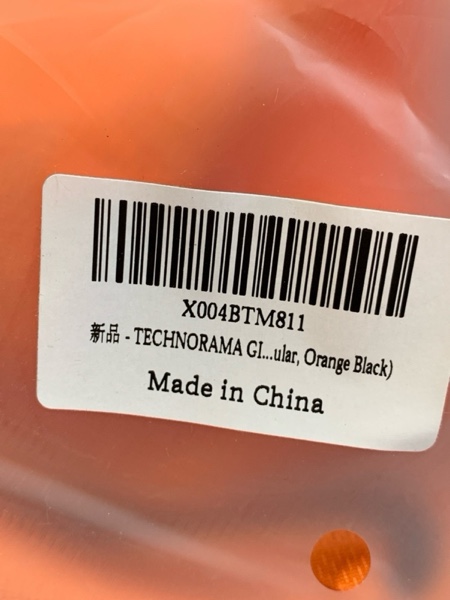 X004BTM811
新品 - TECHNORAMA GI...ular, Orange Black)
Made in China